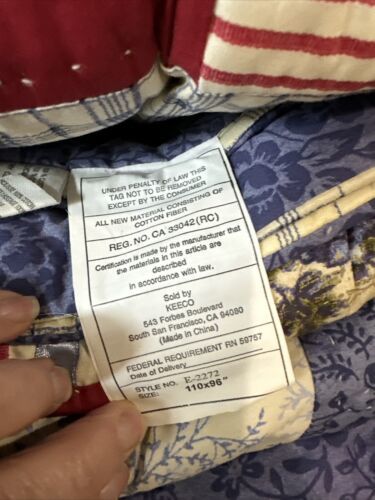 UNDER PENALTY OF LAW THIS
TAG NOT TO BE REMOVED
EXCEPT BY THE CONSUMER
ALL NEW MATERIAL CONSISTING OF
COTTON FIBER
REG. NO. CA 33042 (RC)
Certification is made by the manufacturer that
the materials in this article are
described
in accordance with law.
Sold by
KEECO
543 Forbes Boulevard
South San Francisco, CA 94080
(Made in China)
FEDERAL REQUIREMENT RN 59757
Date of Delivery
STYLE NO. E-2272
SIZE: 110x96"